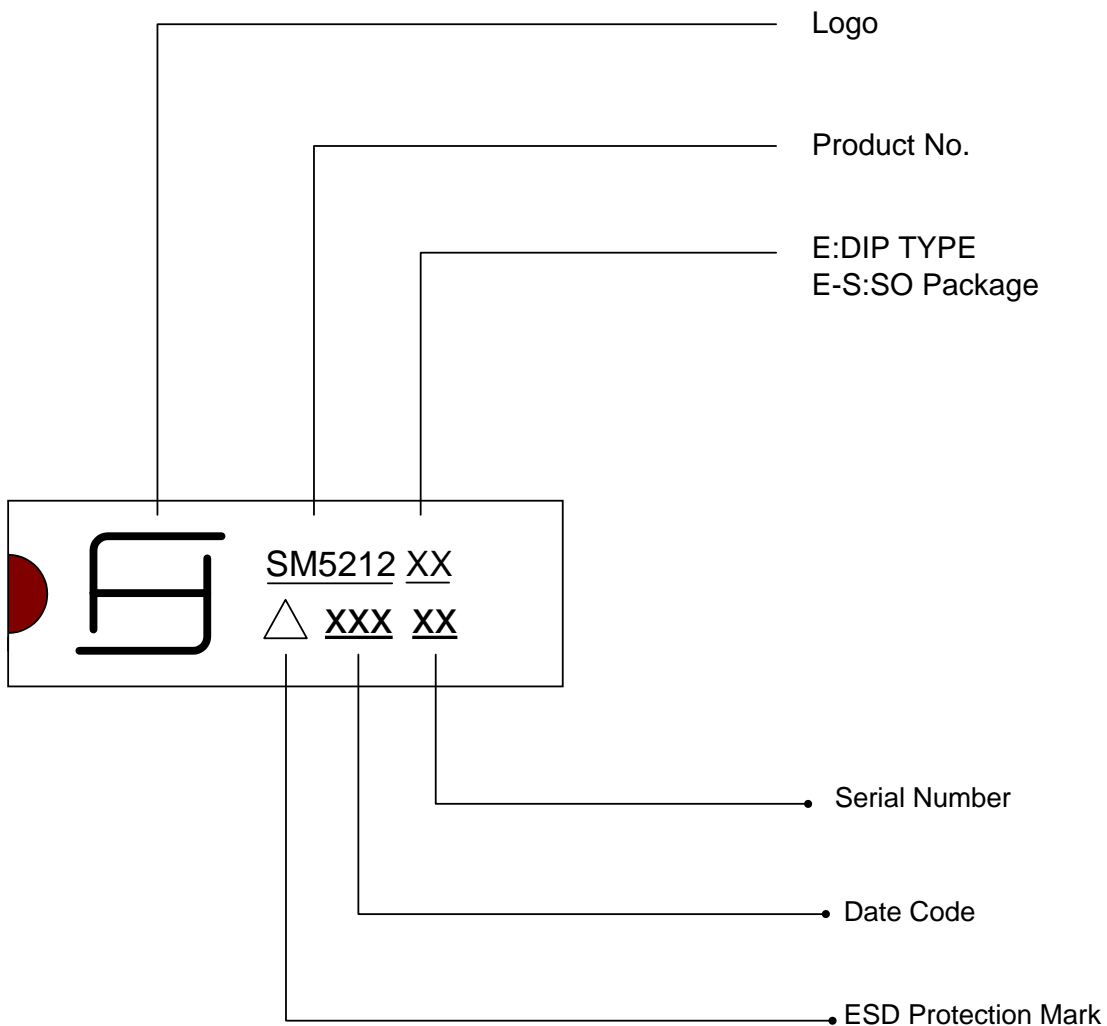 Logo
Product No.
E:DIP TYPE
E-S:SO Package
SM5212 XX
XXX XX
Serial Number
Date Code
ESD Protection Mark